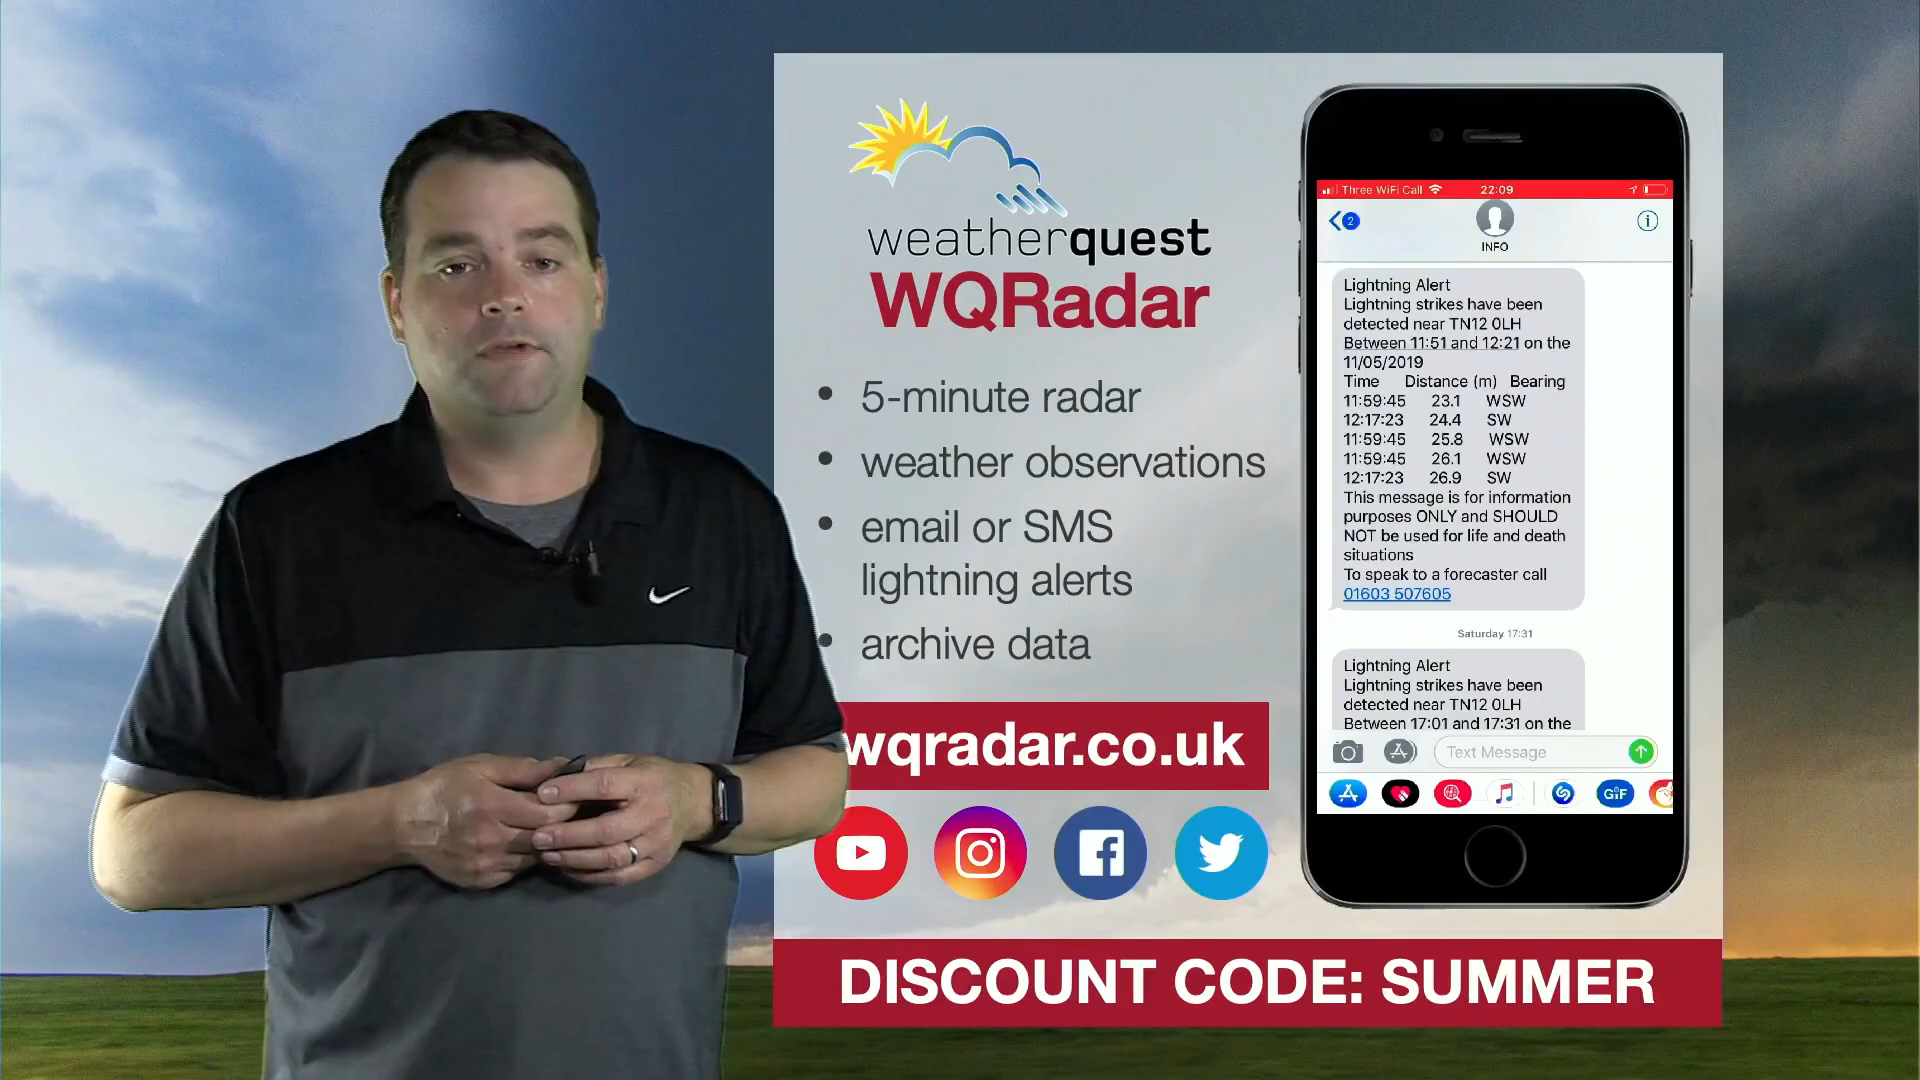 weatherquest
WQRadar
• 5-minute radar
• weather observations
• email or SMS
lightning alerts
• archive data
wqradar.co.uk
DISCOUNT CODE: SUMMER
Three WiFi Call 22:09
2
INFO
Lightning Alert
Lightning strikes have been
detected near TN12 0LH
Between 11:51 and 12:21 on the
11/05/2019
Time Distance (m) Bearing
11:59:45 23.1 WSW
12:17:23 24.4 SW
11:59:45 25.8 WSW
11:59:45 26.1 WSW
12:17:23 26.9 SW
This message is for information
purposes ONLY and SHOULD
NOT be used for life and death
situations
To speak to a forecaster call
01603 507605
Saturday 17:31
Lightning Alert
Lightning strikes have been
detected near TN12 0LH
Between 17:01 and 17:31 on the
Text Message
GIF